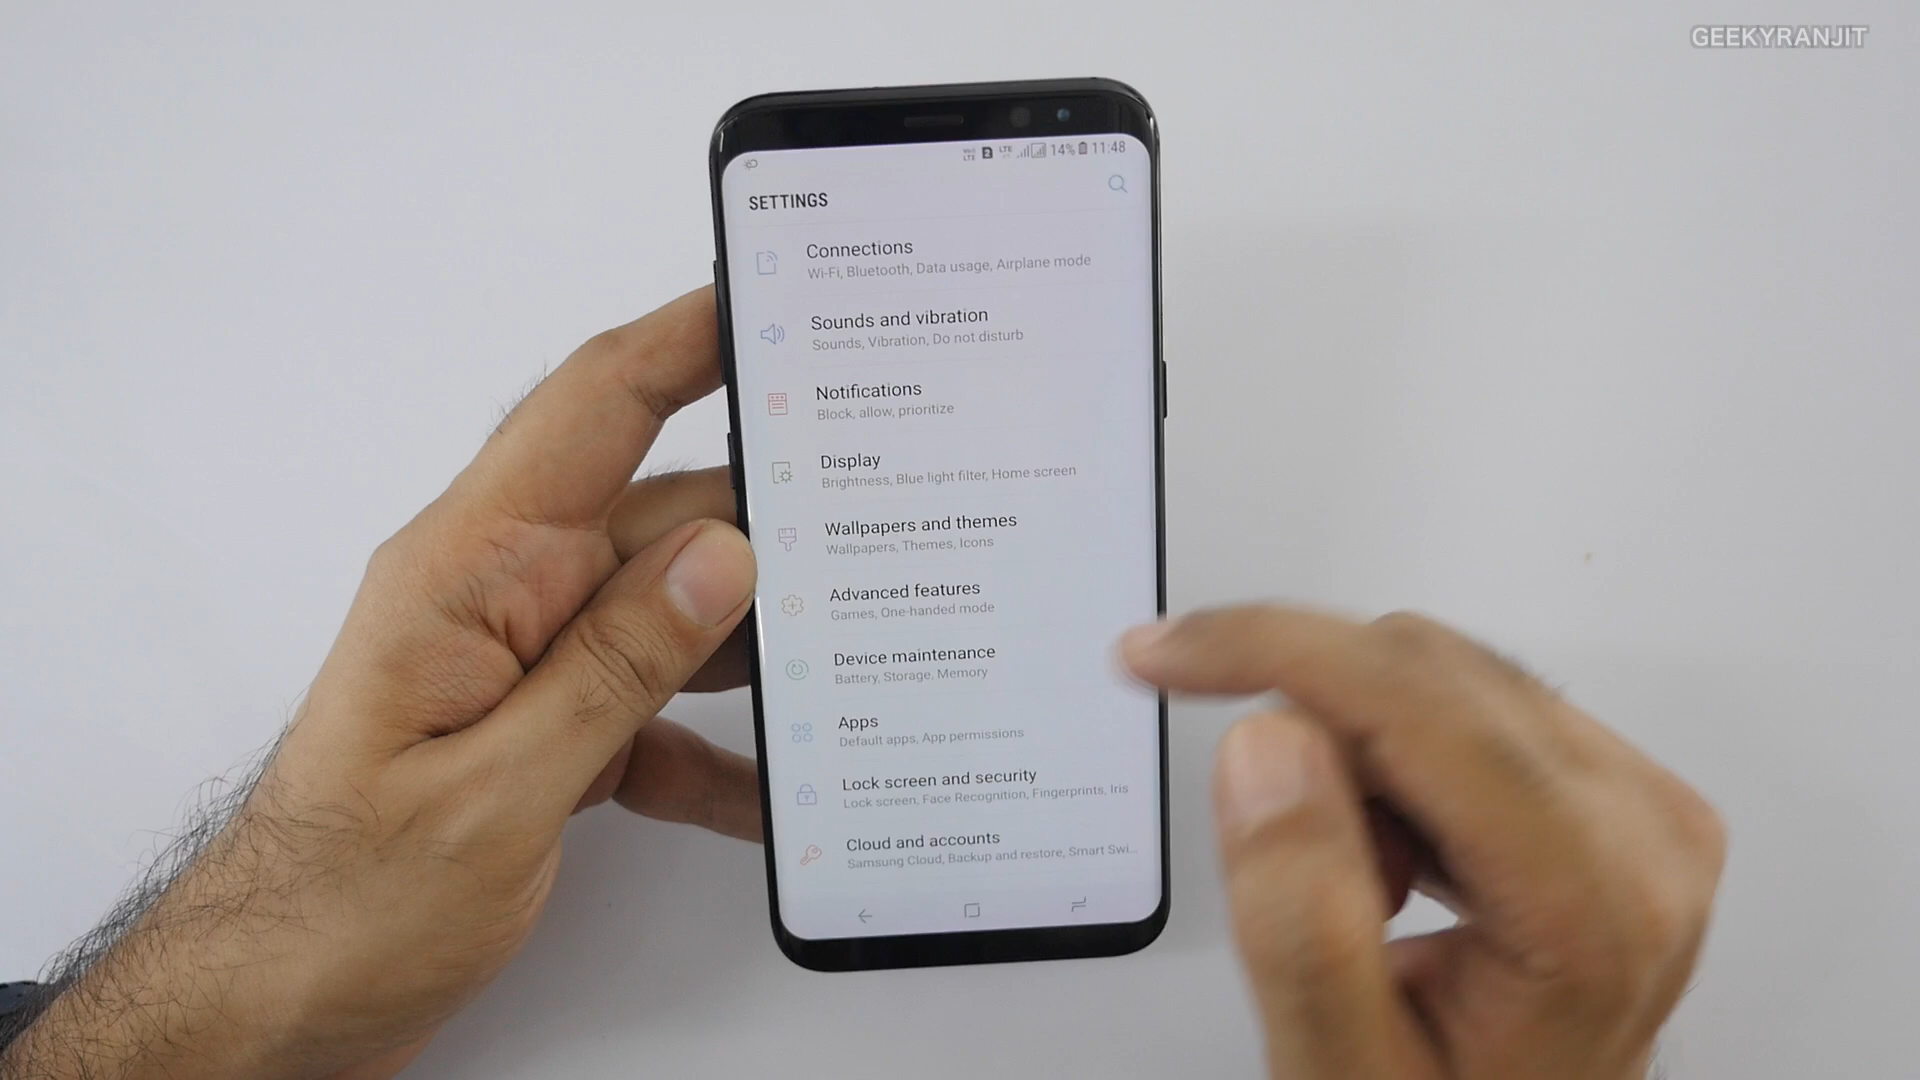 GEEKYRANJIT
LTE 2 LTE 14% 11:48
SETTINGS
Connections
Wi-Fi, Bluetooth, Data usage, Airplane mode
Sounds and vibration
Sounds, Vibration, Do not disturb
Notifications
Block, allow, prioritize
Display
Brightness, Blue light filter, Home screen
Wallpapers and themes
Wallpapers, Themes, Icons
Advanced features
Games, One-handed mode
Device maintenance
Battery, Storage, Memory
Apps
Default apps, App permissions
Lock screen and security
Lock screen, Face Recognition, Fingerprints, Iris
Cloud and accounts
Samsung Cloud, Backup and restore, Smart Swi...